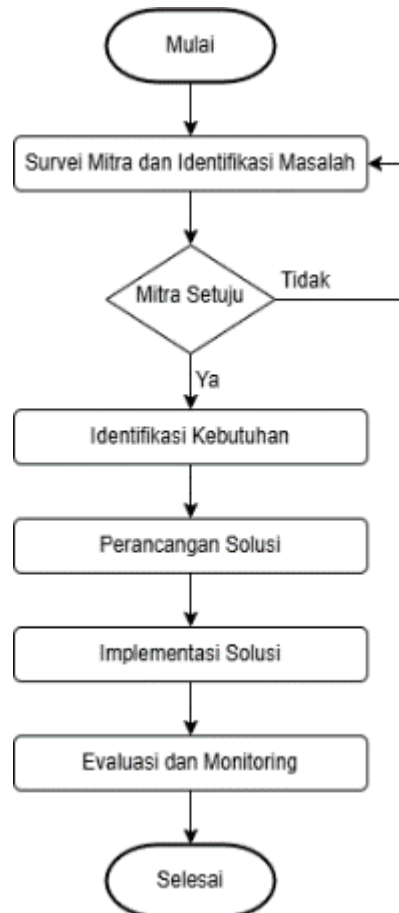 Mulai
Survei Mitra dan Identifikasi Masalah
Mitra Setuju
Tidak
Ya
Identifikasi Kebutuhan
Perancangan Solusi
Implementasi Solusi
Evaluasi dan Monitoring
Selesai